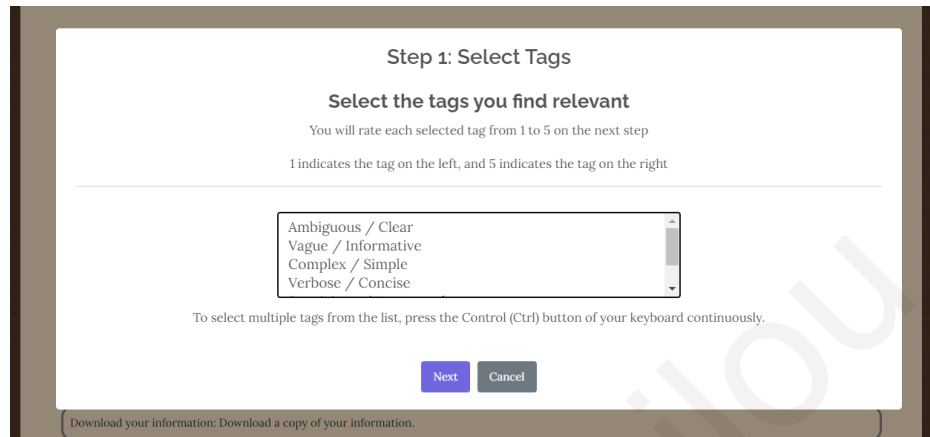 Step 1: Select Tags
Select the tags you find relevant
You will rate each selected tag from 1 to 5 on the next step
1 indicates the tag on the left, and 5 indicates the tag on the right
Ambiguous / Clear
Vague / Informative
Complex / Simple
Verbose / Concise
To select multiple tags from the list, press the Control (Ctrl) button of your keyboard continuously.
Next Cancel
Download your information: Download a copy of your information.